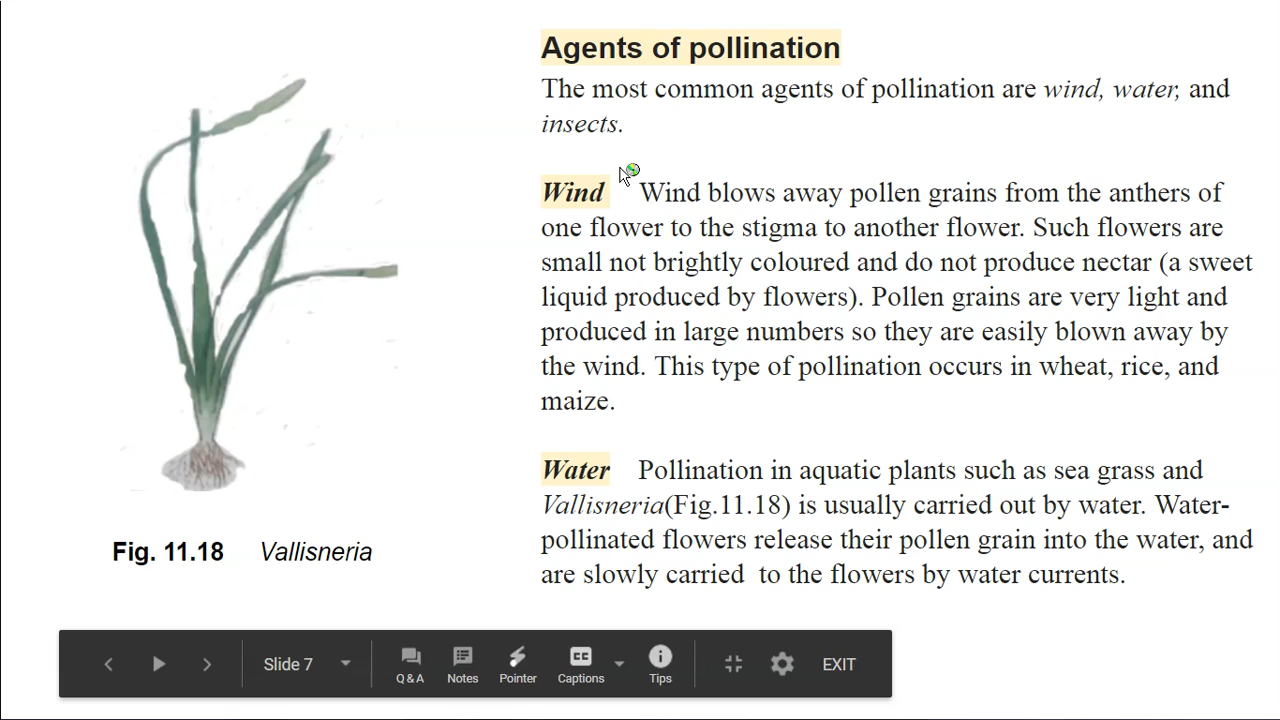 Agents of pollination
The most common agents of pollination are wind, water, and
insects.
Wind Wind blows away pollen grains from the anthers of
one flower to the stigma to another flower. Such flowers are
small not brightly coloured and do not produce nectar (a sweet
liquid produced by flowers). Pollen grains are very light and
produced in large numbers so they are easily blown away by
the wind. This type of pollination occurs in wheat, rice, and
maize.
Water Pollination in aquatic plants such as sea grass and
Vallisneria(Fig.11.18) is usually carried out by water. Water-
pollinated flowers release their pollen grain into the water, and
are slowly carried to the flowers by water currents.
Fig. 11.18 Vallisneria
Slide 7
Q & A
Notes
Pointer
CC
Captions
Tips
EXIT